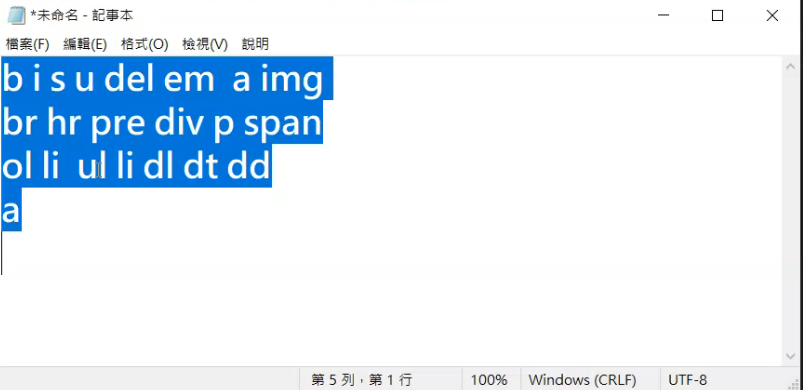 *未命名 - 記事本
檔案(F) 編輯(E) 格式(O) 檢視(V) 說明
b i s u del em  a img
br hr pre div p span
ol li  ul li dl dt dd
a
第 5 列，第 1 行 100% Windows (CRLF) UTF-8